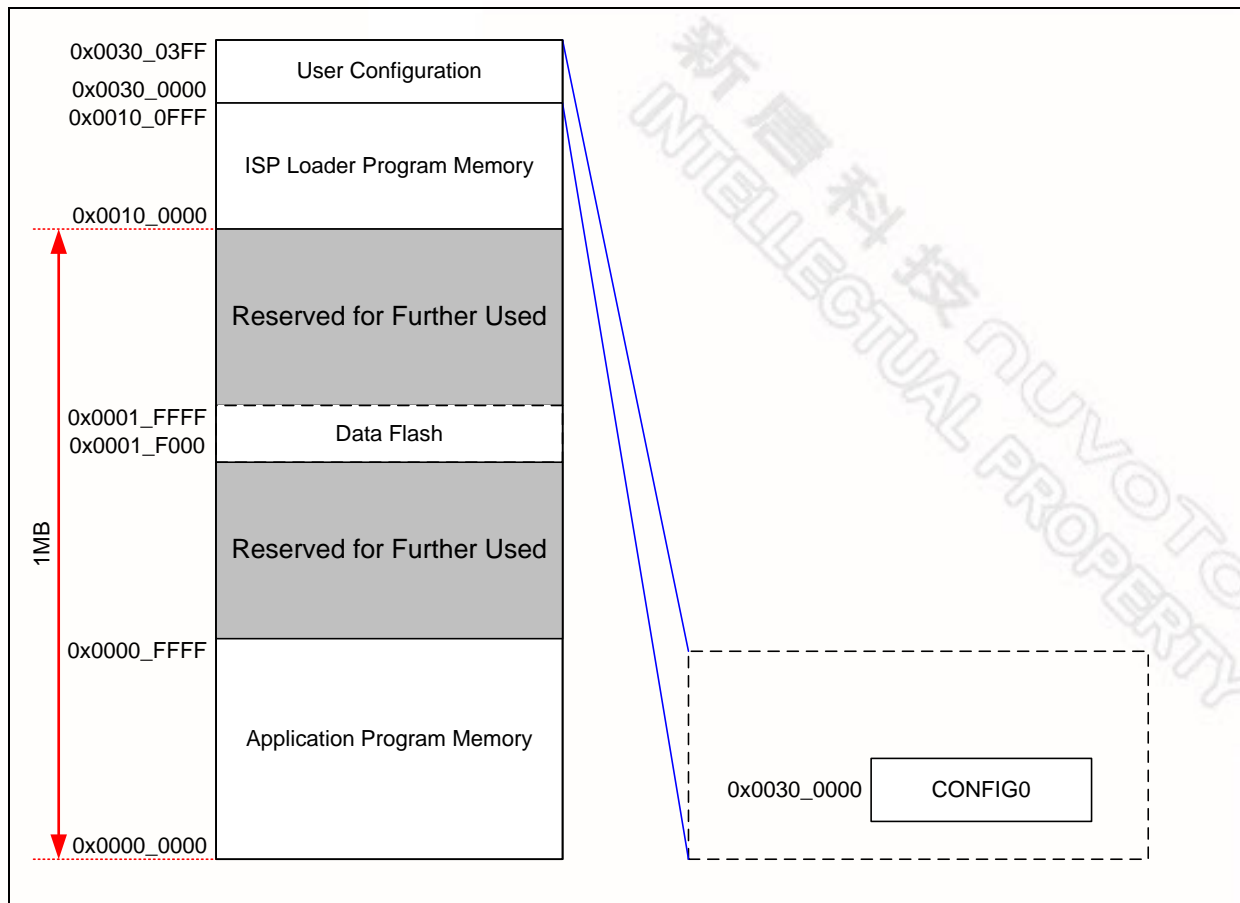 0x0030_03FF
User Configuration
0x0030_0000
0x0010_0FFF
ISP Loader Program Memory
0x0010_0000
Reserved for Further Used
0x0001_FFFF
Data Flash
0x0001_F000
1MB
Reserved for Further Used
0x0000_FFFF
Application Program Memory
0x0000_0000
0x0030_0000
CONFIG0
新唐科技 nuvoTo
INTELLECTUAL PROPERTY